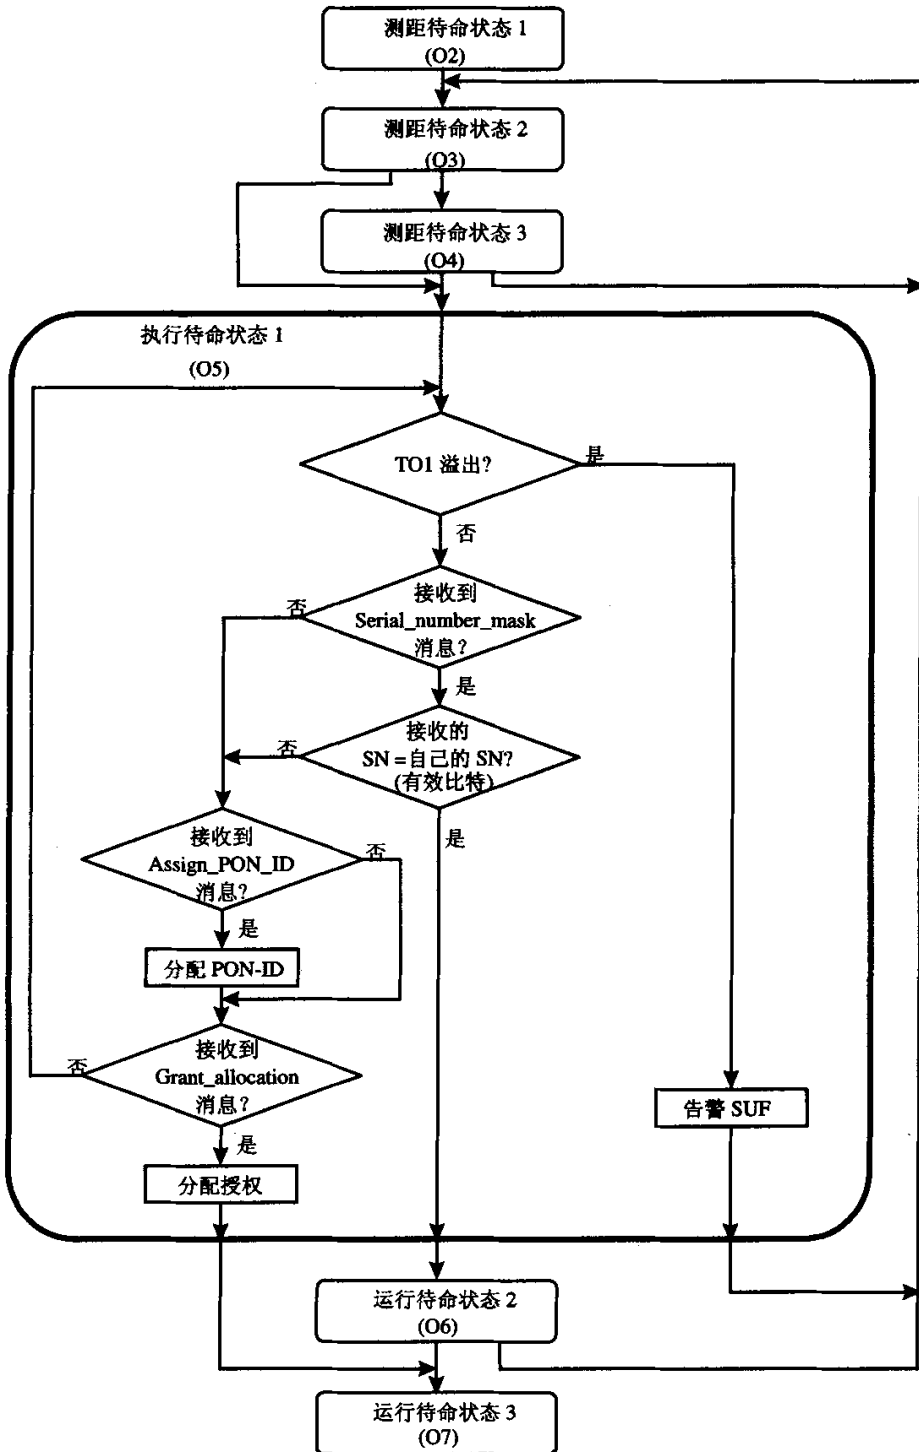 测距待命状态 1
(O2)
测距待命状态 2
(O3)
测距待命状态 3
(O4)
执行待命状态 1
(O5)
TO1 溢出?
是
否
接收到
Serial_number_mask
消息?
否
是
接收的
SN =自己的 SN?
(有效比特)
否
是
接收到
Assign_PON_ID
消息?
否
是
分配 PON-ID
接收到
Grant_allocation
消息?
否
是
告警 SUF
分配授权
运行待命状态 2
(O6)
运行待命状态 3
(O7)